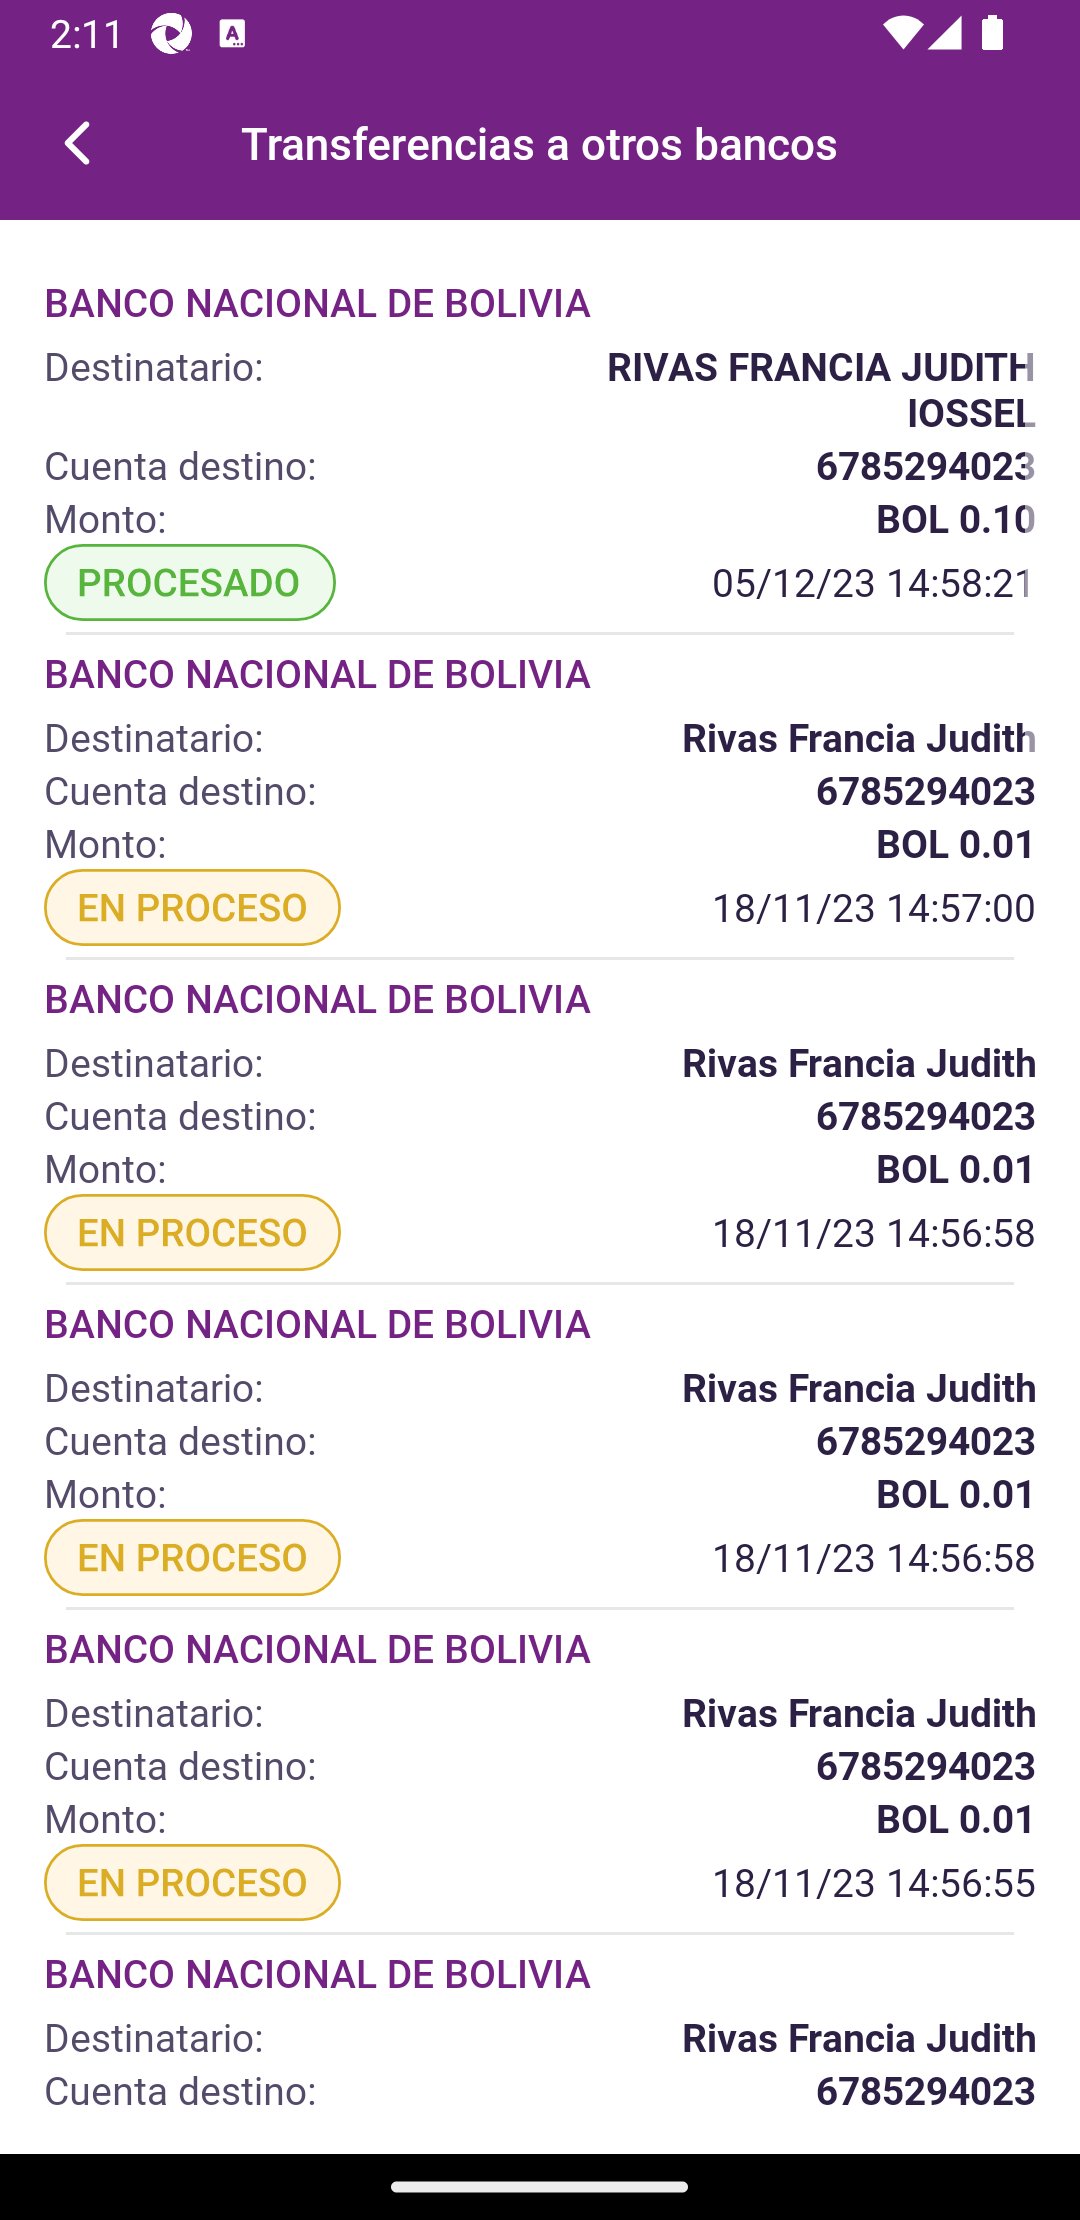 2:11
Transferencias a otros bancos
BANCO NACIONAL DE BOLIVIA
Destinatario: RIVAS FRANCIA JUDITH
IOSSEL
Cuenta destino: 6785294023
Monto: BOL 0.10
PROCESADO 05/12/23 14:58:21
BANCO NACIONAL DE BOLIVIA
Destinatario: Rivas Francia Judith
Cuenta destino: 6785294023
Monto: BOL 0.01
EN PROCESO 18/11/23 14:57:00
BANCO NACIONAL DE BOLIVIA
Destinatario: Rivas Francia Judith
Cuenta destino: 6785294023
Monto: BOL 0.01
EN PROCESO 18/11/23 14:56:58
BANCO NACIONAL DE BOLIVIA
Destinatario: Rivas Francia Judith
Cuenta destino: 6785294023
Monto: BOL 0.01
EN PROCESO 18/11/23 14:56:58
BANCO NACIONAL DE BOLIVIA
Destinatario: Rivas Francia Judith
Cuenta destino: 6785294023
Monto: BOL 0.01
EN PROCESO 18/11/23 14:56:55
BANCO NACIONAL DE BOLIVIA
Destinatario: Rivas Francia Judith
Cuenta destino: 6785294023